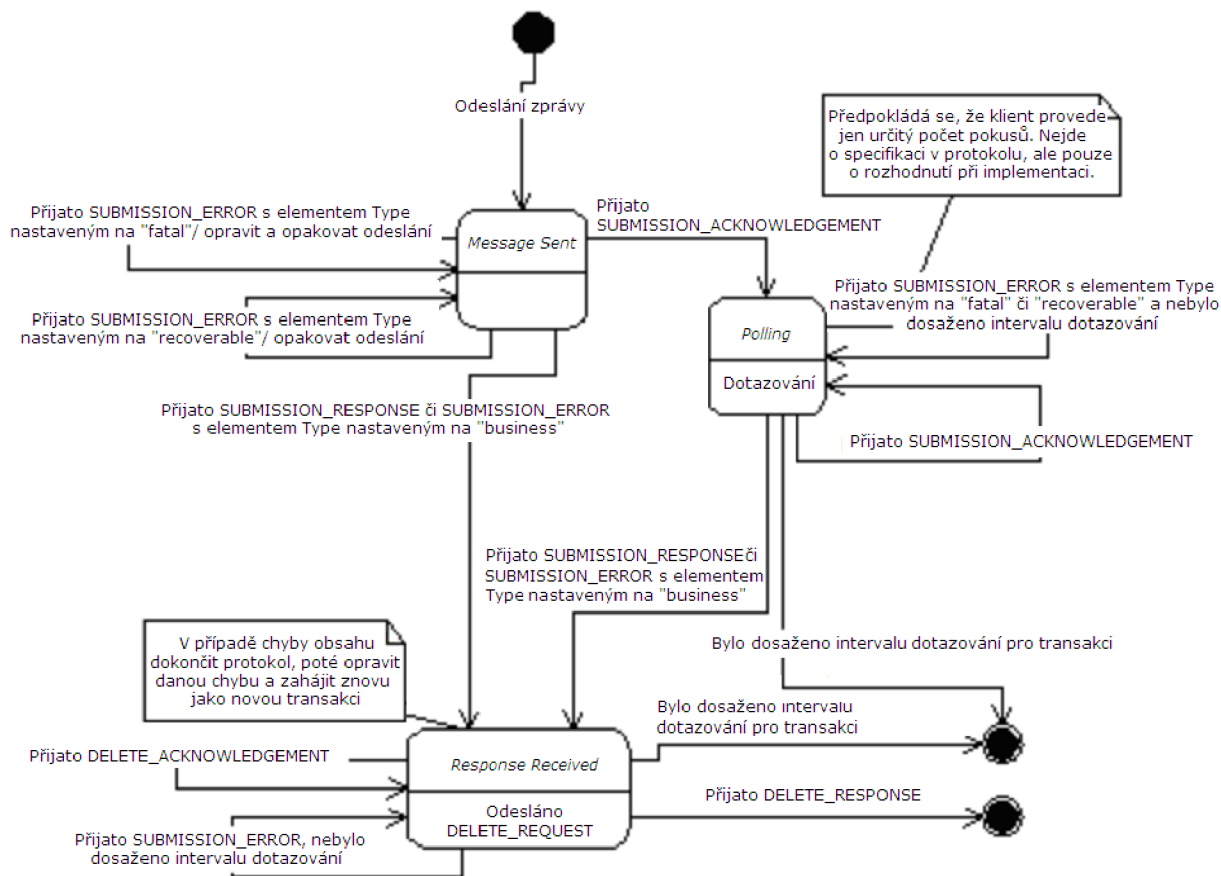 Odeslání zprávy
Předpokládá se, že klient provede
jen určitý počet pokusů. Nejde
o specifikaci v protokolu, ale pouze
o rozhodnutí při implementaci.
Přijato SUBMISSION_ERROR s elementem Type
nastaveným na "fatal"/ opravit a opakovat odeslání
Message Sent
Přijato
SUBMISSION_ACKNOWLEDGEMENT
Přijato SUBMISSION_ERROR s elementem Type
nastaveným na "recoverable"/ opakovat odeslání
Přijato SUBMISSION_ERROR s elementem Type
nastaveným na "fatal" či "recoverable" a nebylo
dosaženo intervalu dotazování
Polling
Dotazování
Přijato SUBMISSION_RESPONSE či SUBMISSION_ERROR
s elementem Type nastaveným na "business"
Přijato SUBMISSION_ACKNOWLEDGEMENT
Přijato SUBMISSION_RESPONSEči
SUBMISSION_ERROR s elementem
Type nastaveným na "business"
Bylo dosaženo intervalu dotazování pro transakci
V případě chyby obsahu
dokončit protokol, poté opravit
danou chybu a zahájit znovu
jako novou transakci
Bylo dosaženo intervalu
dotazování pro transakci
Přijato DELETE_ACKNOWLEDGEMENT
Response Received
Přijato DELETE_RESPONSE
Odesláno
DELETE_REQUEST
Přijato SUBMISSION_ERROR, nebylo
dosaženo intervalu dotazování